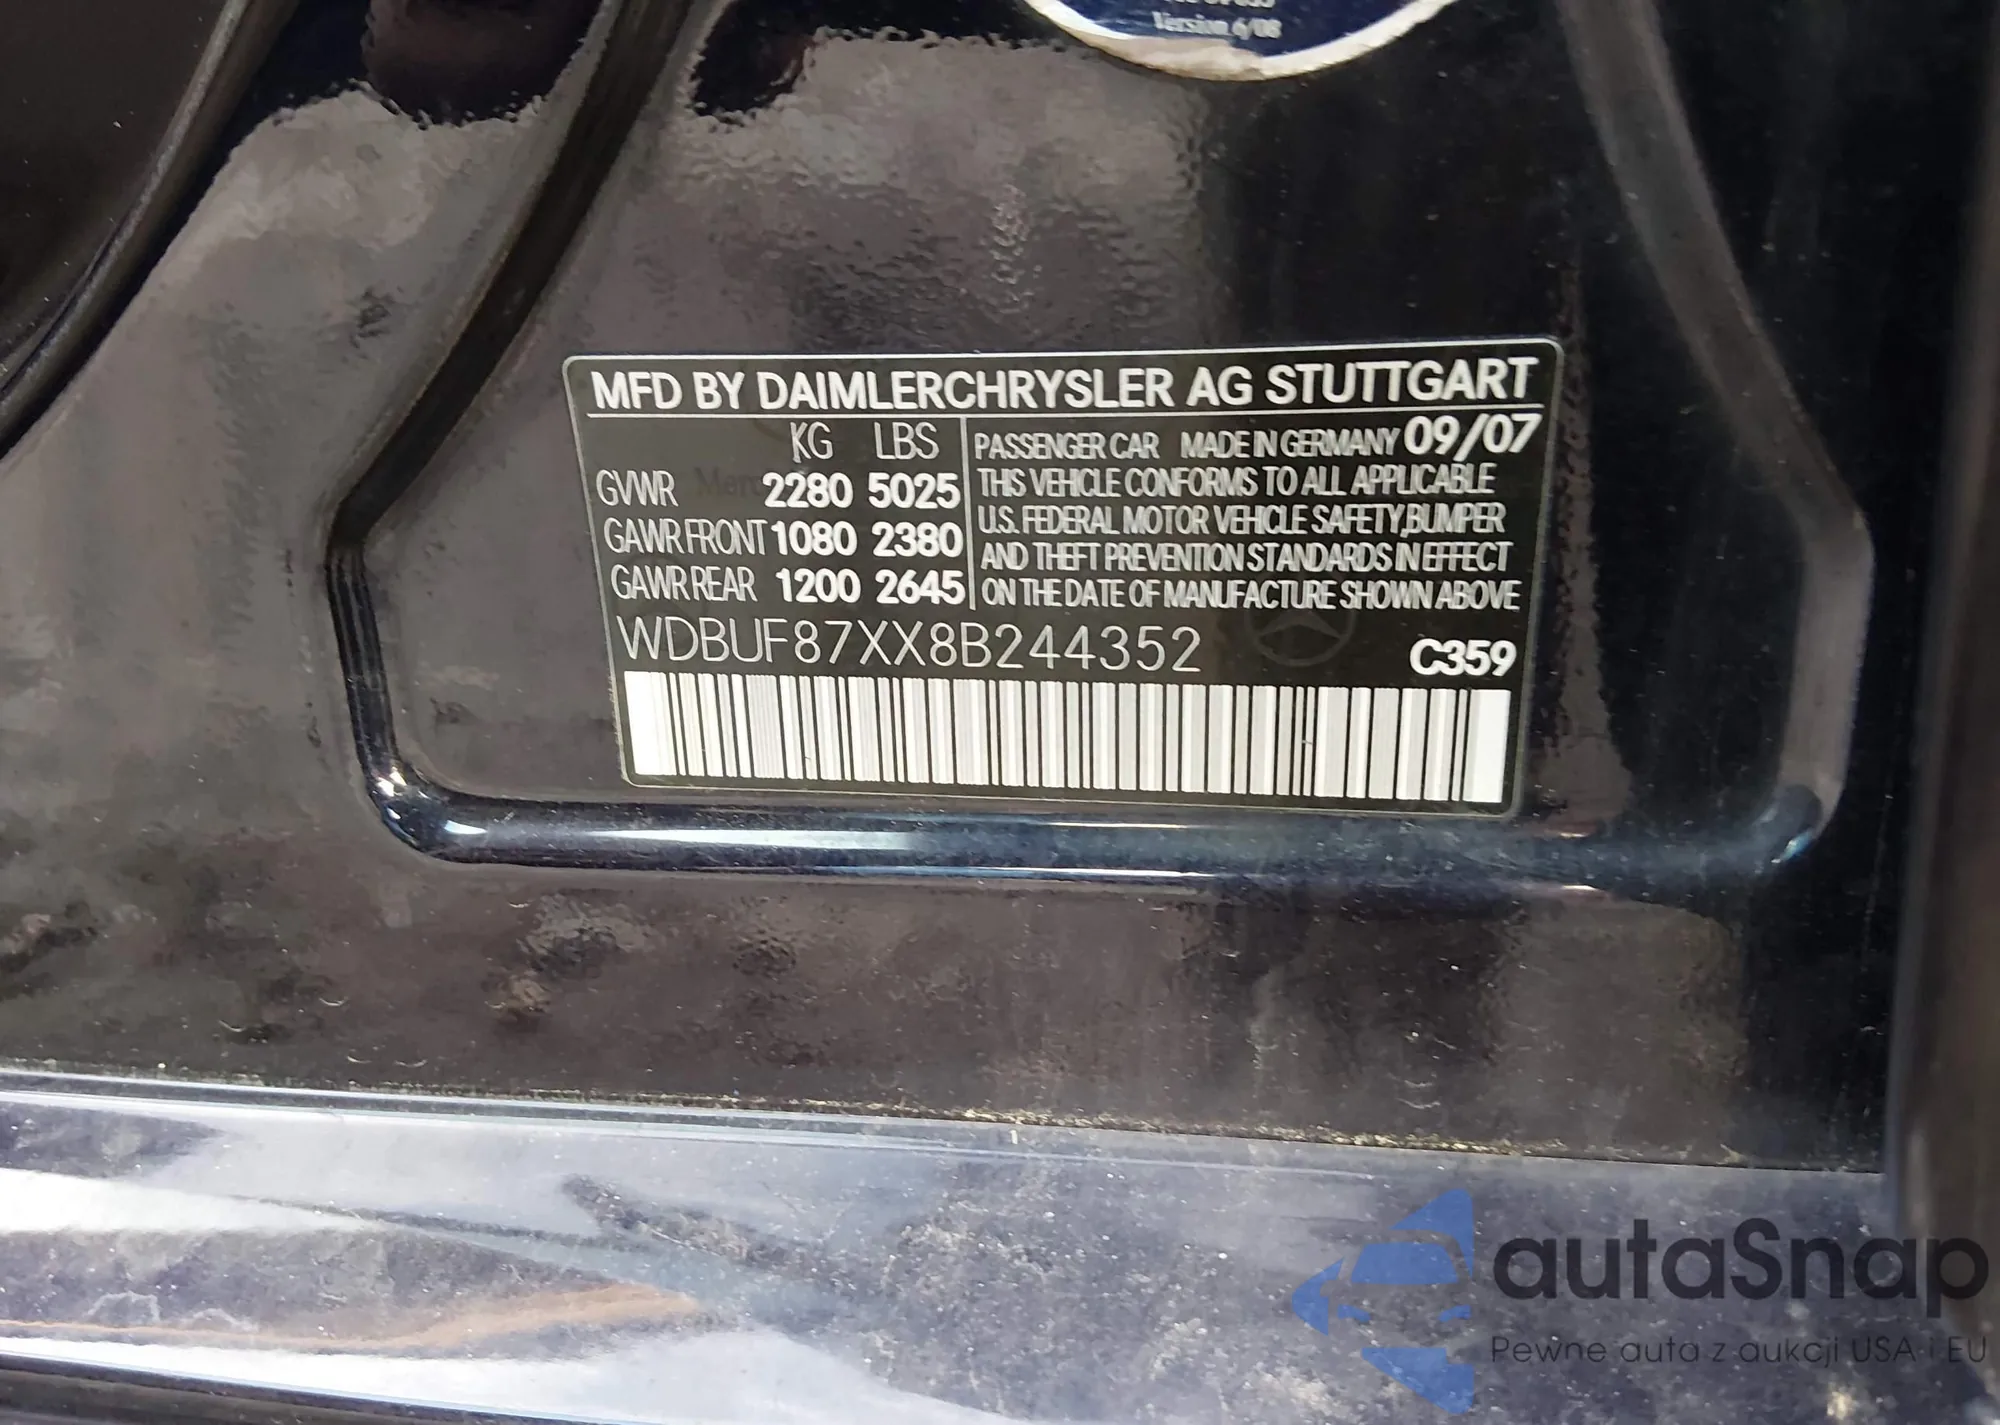 Version 6/08
MFD BY DAIMLERCHRYSLER AG STUTTGART
KG LBS
GVWR 2280 5025
GAWR FRONT 1080 2380
GAWR REAR 1200 2645
PASSENGER CAR MADE IN GERMANY 09/07
THIS VEHICLE CONFORMS TO ALL APPLICABLE
U.S. FEDERAL MOTOR VEHICLE SAFETY, BUMPER
AND THEFT PREVENTION STANDARDS IN EFFECT
ON THE DATE OF MANUFACTURE SHOWN ABOVE
WDBUF87XX8B244352 C359
autaSnap
Pewne auta z aukcji USA i EU